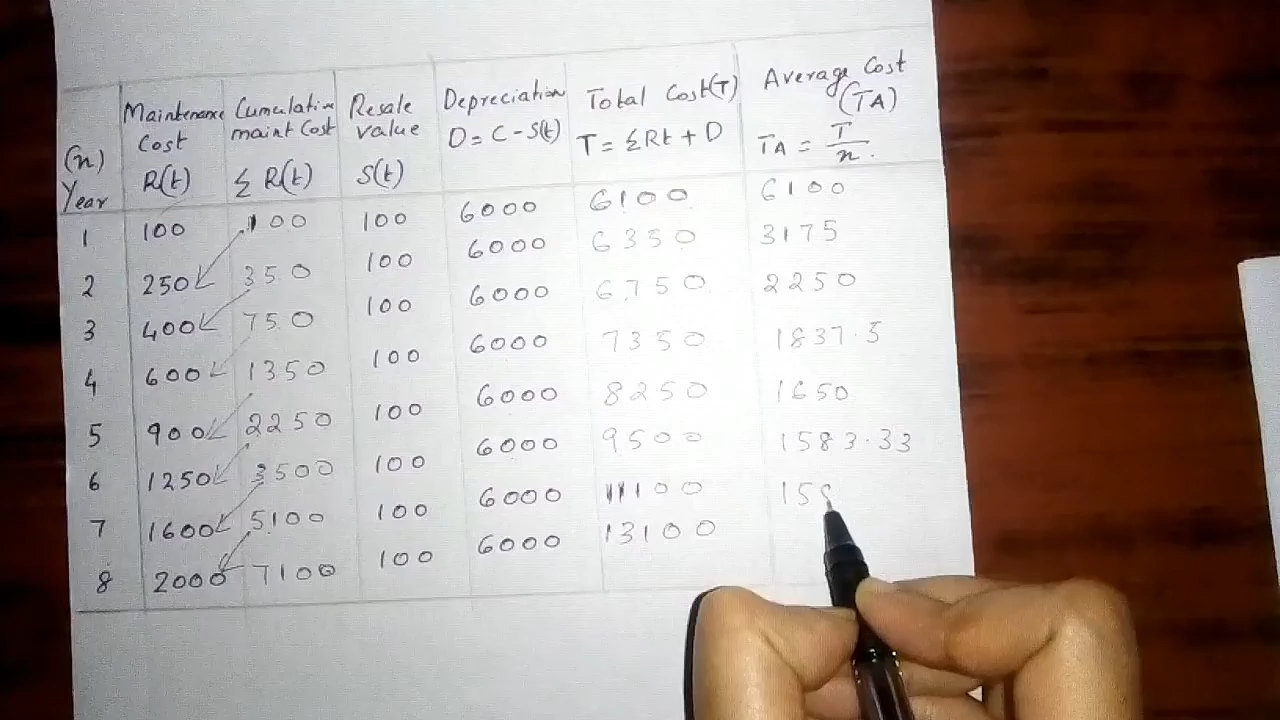 (n) Year | Maintenance Cost R(t) | Cumulative maint Cost Σ R(t) | Resale value S(t) | Depreciation D = C - S(t) | Total Cost(T) T = ΣRt + D | Average Cost (TA) TA = T/n.
1 100 100 100 6000 6100 6100
2 250 350 100 6000 6350 3175
3 400 750 100 6000 6750 2250
4 600 1350 100 6000 7350 1837.5
5 900 2250 100 6000 8250 1650
6 1250 3500 100 6000 9500 1583.33
7 1600 5100 100 6000 11100 158
8 2000 7100 100 6000 13100